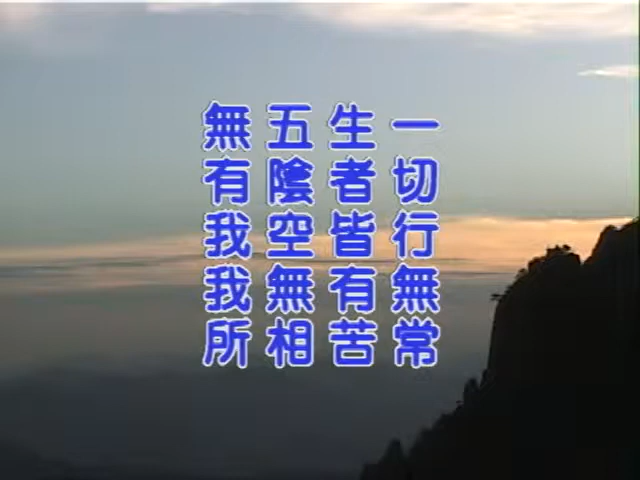 一切行無常
生者皆有苦
五陰空無相
無有我我所